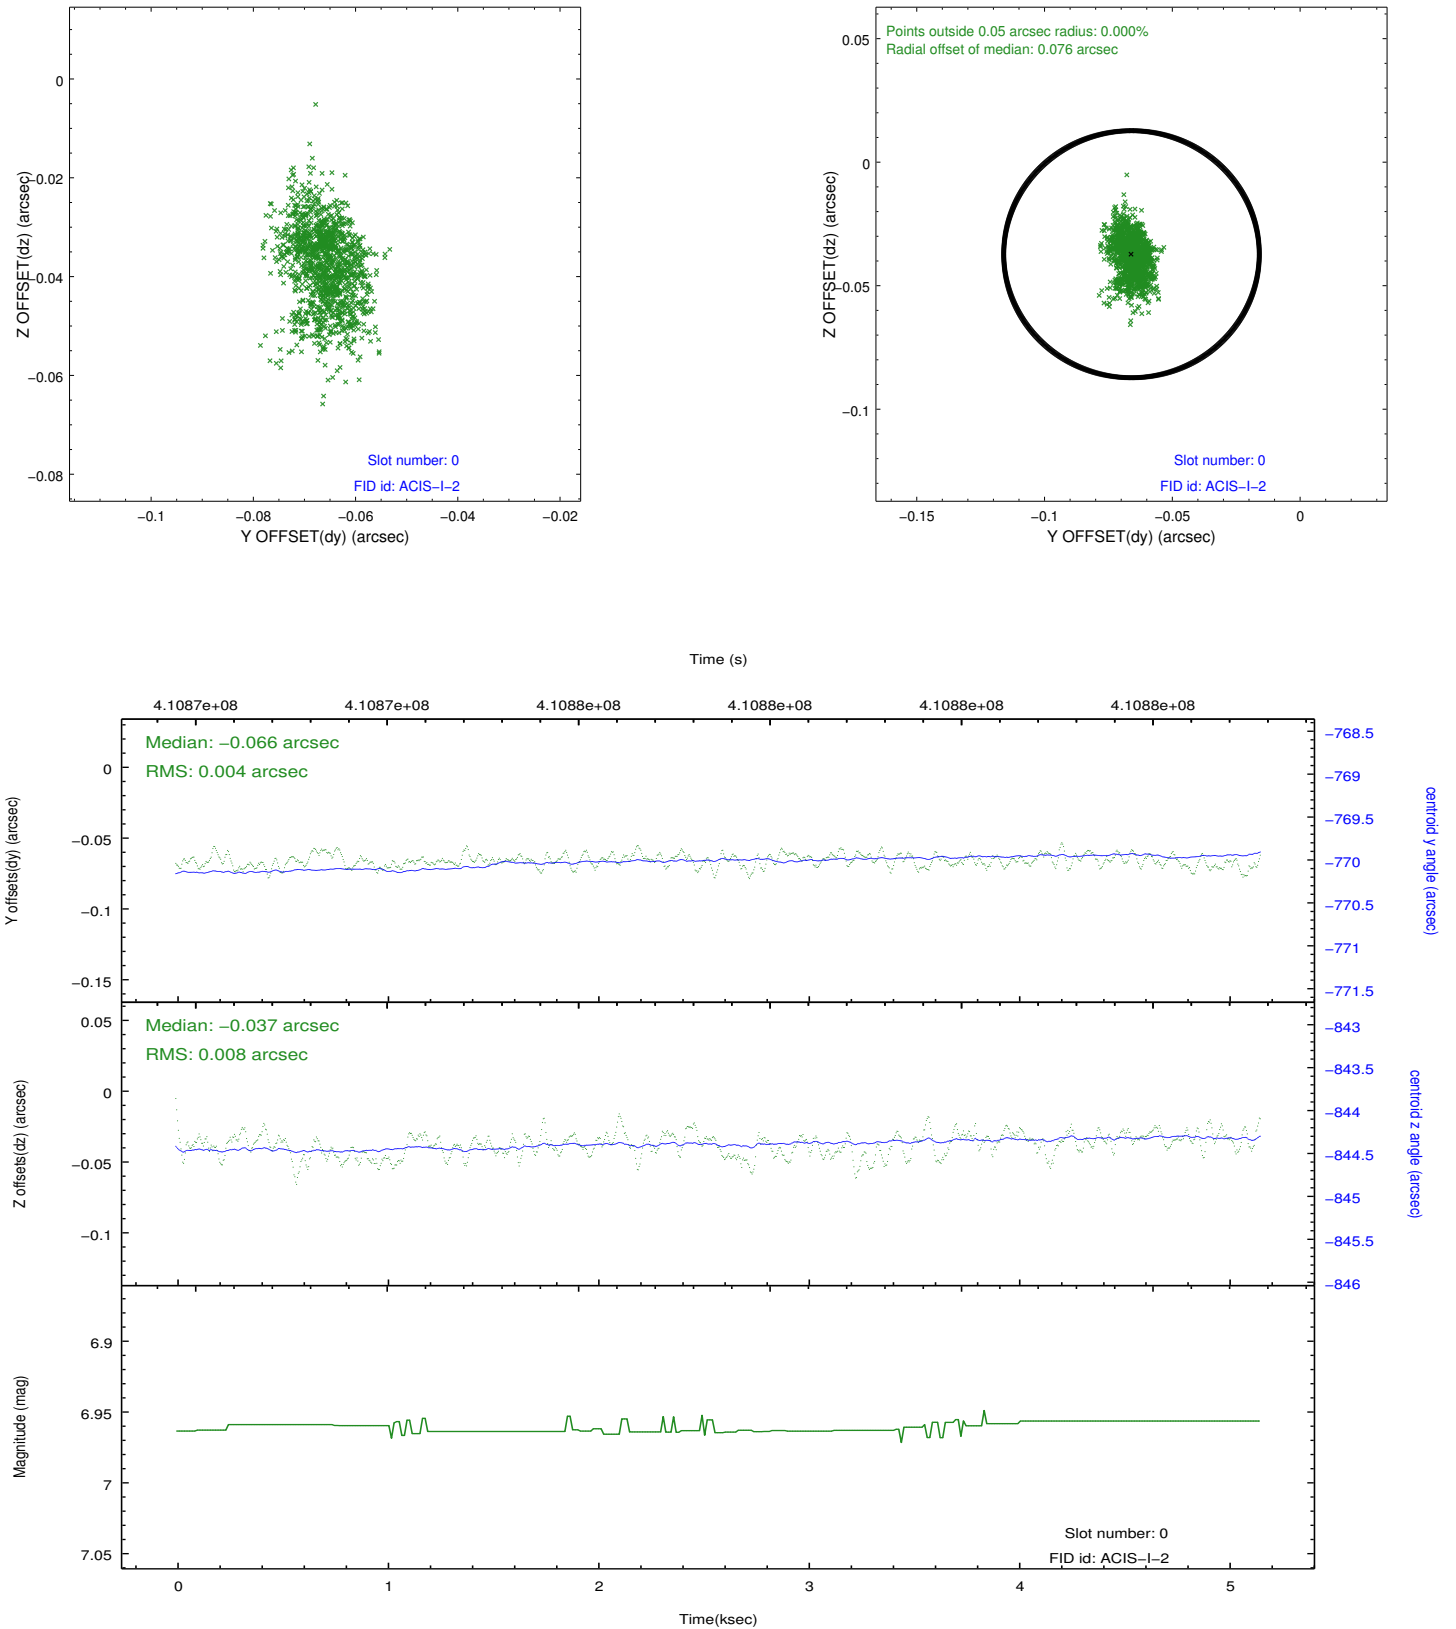 0
−0.02
−0.04
−0.06
−0.08
Z OFFSET(dz) (arcsec)
Slot number: 0
FID id: ACIS−I−2
−0.1
−0.08
−0.06
−0.04
−0.02
Y OFFSET(dy) (arcsec)
Points outside 0.05 arcsec radius: 0.000%
Radial offset of median: 0.076 arcsec
0.05
0
−0.05
−0.1
Z OFFSET(dz) (arcsec)
Slot number: 0
FID id: ACIS−I−2
−0.15
−0.1
−0.05
0
Y OFFSET(dy) (arcsec)
Time (s)
4.1087e+08
4.1087e+08
4.1088e+08
4.1088e+08
4.1088e+08
4.1088e+08
Median: −0.066 arcsec
RMS: 0.004 arcsec
0
−0.05
−0.1
−0.15
Y offsets(dy) (arcsec)
−768.5
−769
−769.5
−770
−770.5
−771
−771.5
centroid y angle (arcsec)
Median: −0.037 arcsec
RMS: 0.008 arcsec
0.05
0
−0.05
−0.1
Z offsets(dz) (arcsec)
−843
−843.5
−844
−844.5
−845
−845.5
−846
centroid z angle (arcsec)
6.9
6.95
7
7.05
Magnitude (mag)
Slot number: 0
FID id: ACIS−I−2
0
1
2
3
4
5
Time(ksec)